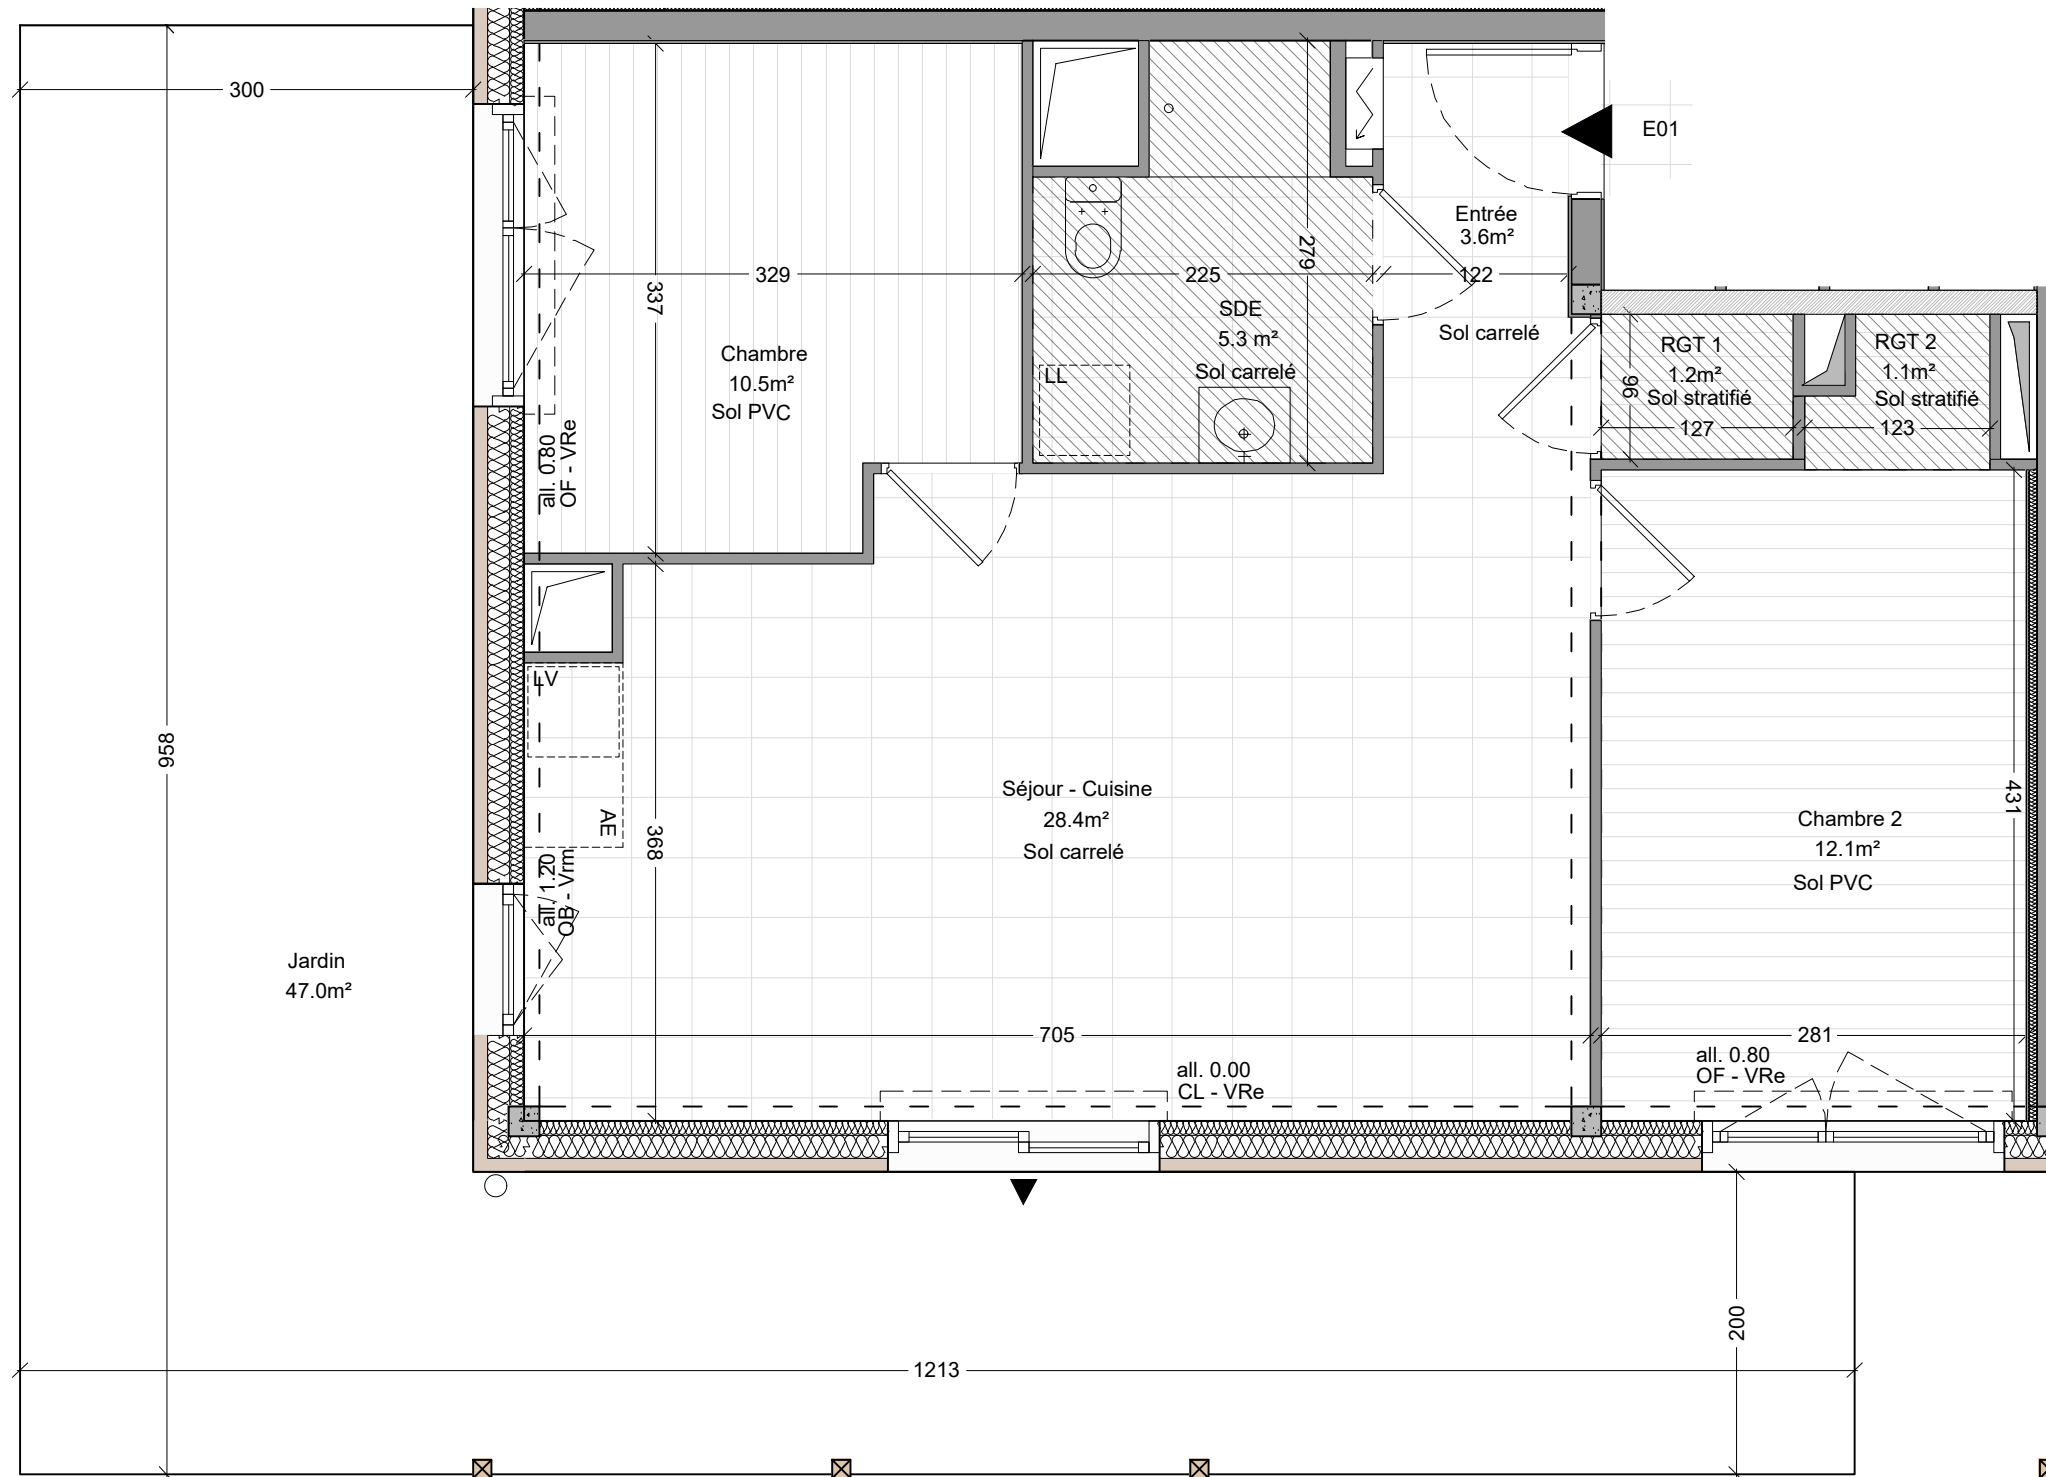 300
E01
Entrée
3.6m²
329
225
279
122
337
SDE
5.3 m²
Sol carrelé
Sol carrelé
LL
Chambre
10.5m²
Sol PVC
RGT 1
1.2m²
Sol stratifié
96
127
RGT 2
1.1m²
Sol stratifié
123
all. 0.80
OF - VRe
LV
AE
958
368
Séjour - Cuisine
28.4m²
Sol carrelé
431
Chambre 2
12.1m²
Sol PVC
all. 1.20
OB - Vrm
Jardin
47.0m²
705
281
all. 0.00
CL - VRe
all. 0.80
OF - VRe
200
1213